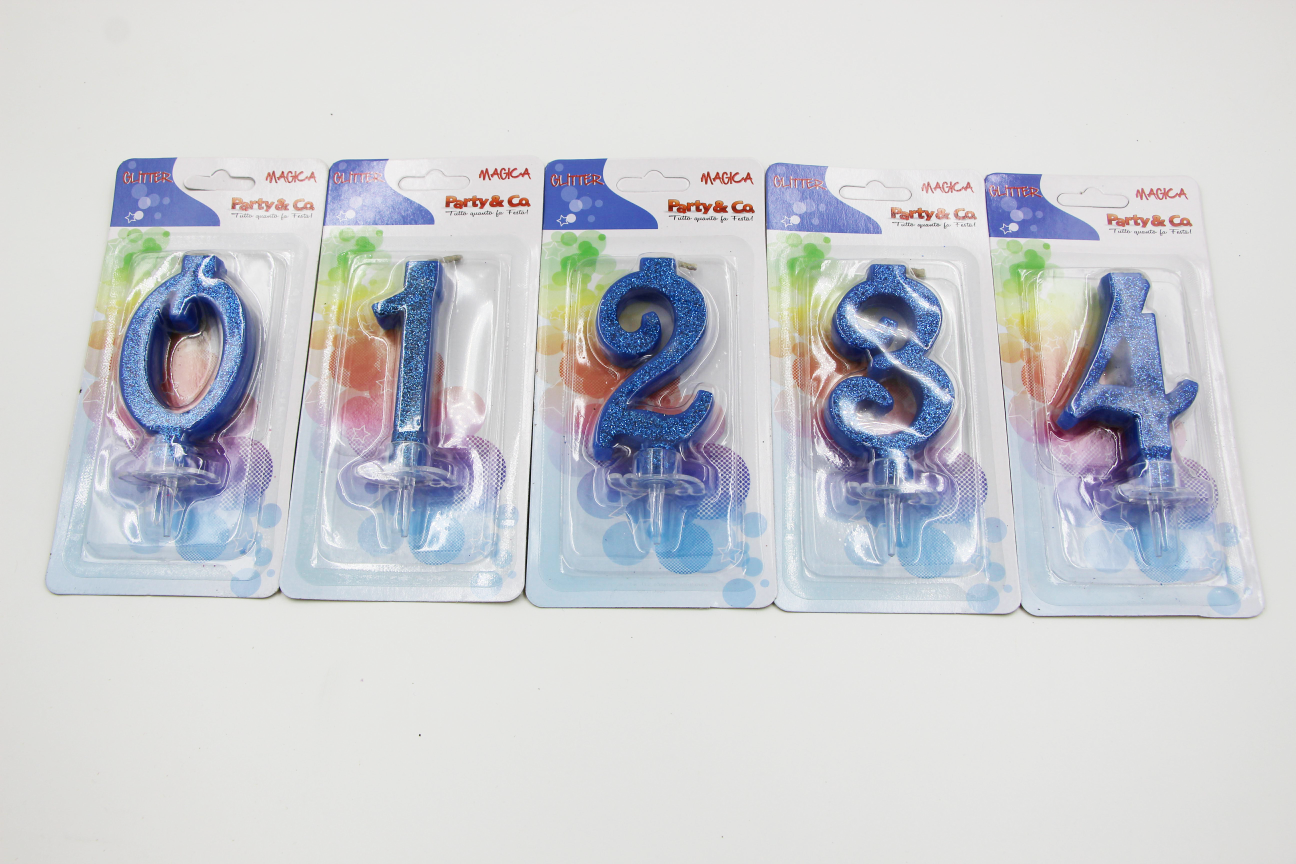 GLITTER
MAGICA
Party & Co.
Tutto quanto fa Festa!
0
GLITTER
MAGICA
Party & Co.
Tutto quanto fa Festa!
1
GLITTER
MAGICA
Party & Co.
Tutto quanto fa Festa!
2
GLITTER
MAGICA
Party & Co.
Tutto quanto fa Festa!
3
GLITTER
MAGICA
Party & Co.
Tutto quanto fa Festa!
4